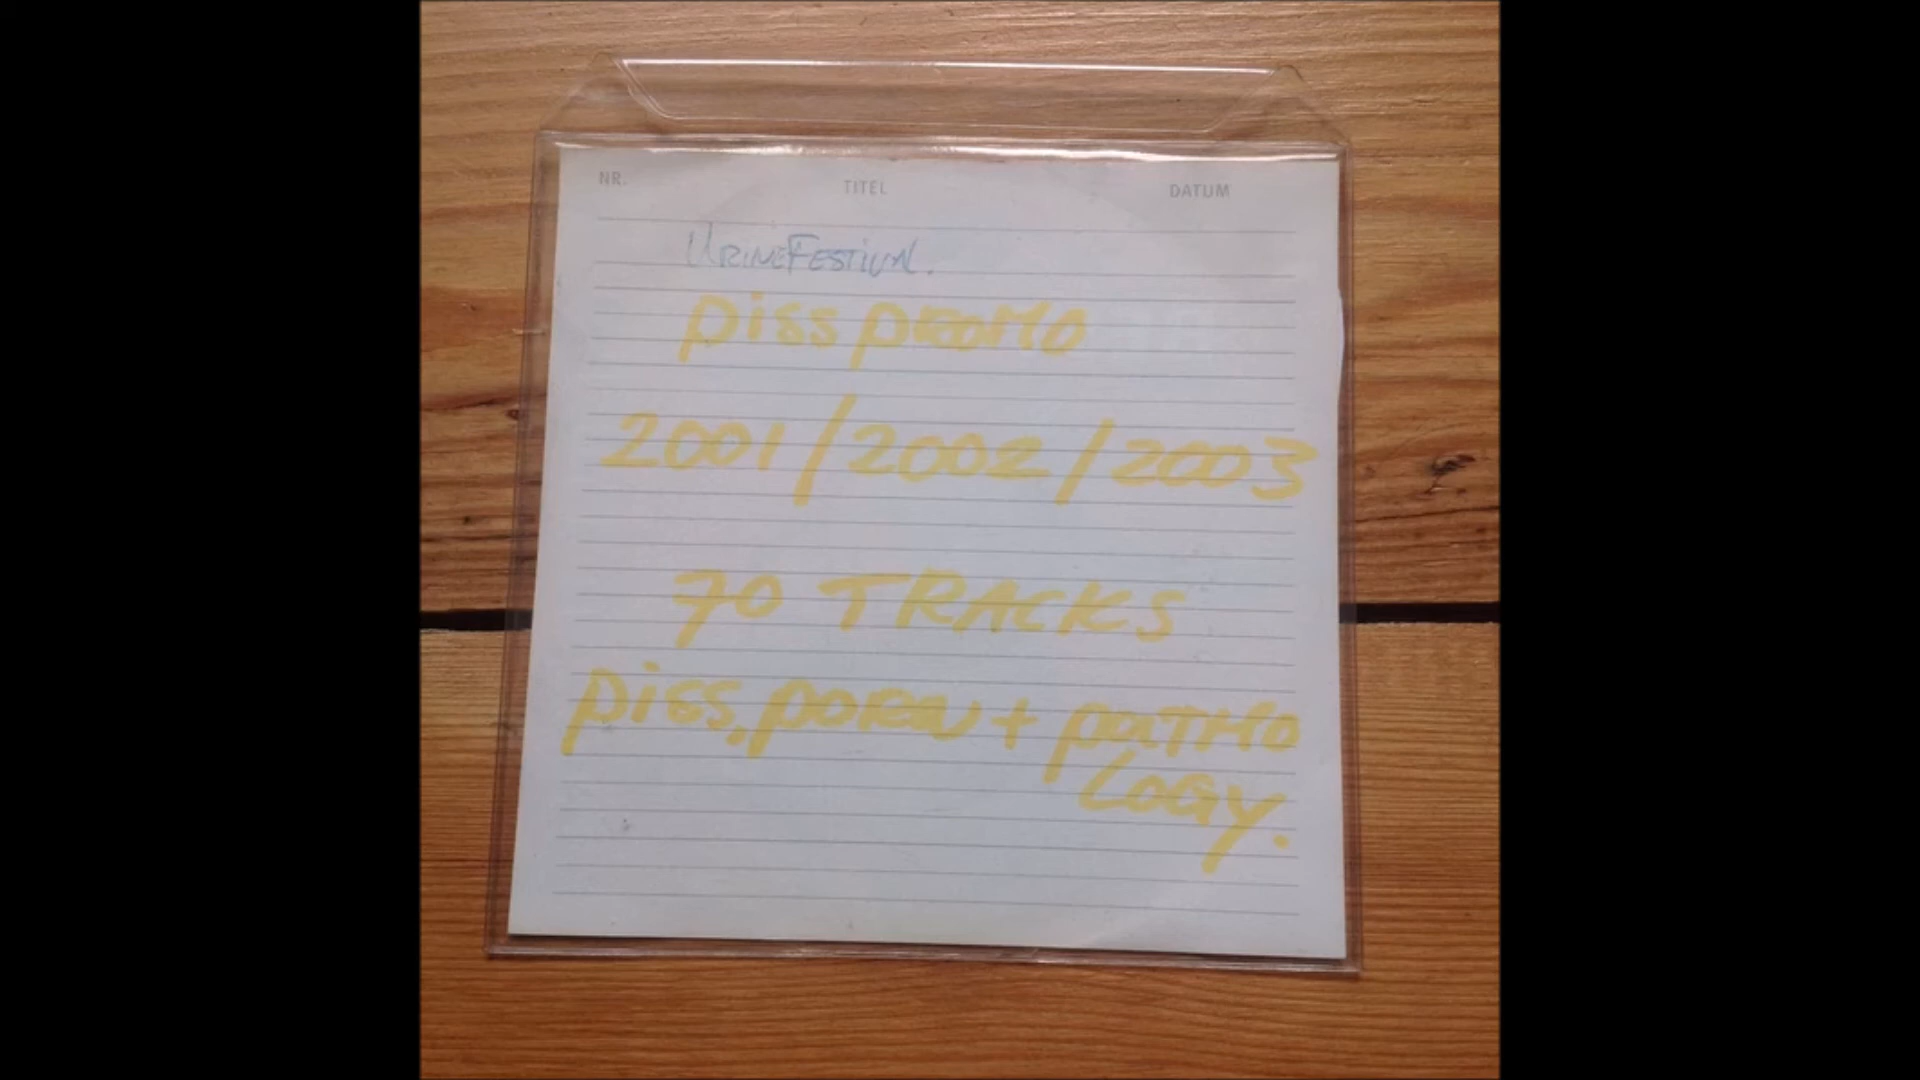 NR. TITEL DATUM
URINEFESTIVAL.
piss pROMO
2001/2002/2003
70 TRACKS
piss, pORN + pATHO
LOGY.